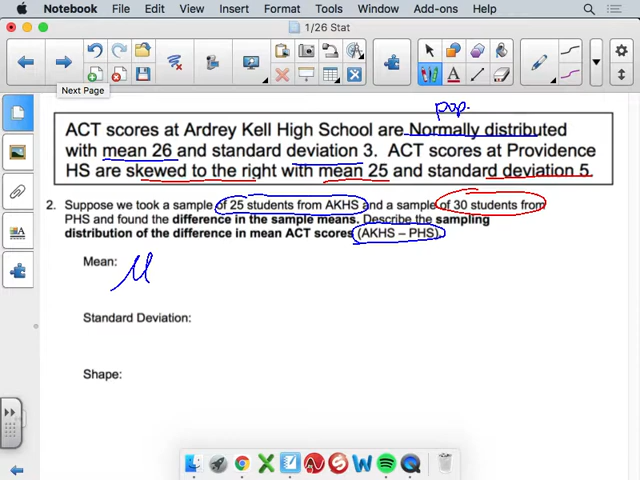 Notebook File Edit View Insert Format Tools Window Add-ons Help
1/26 Stat
Next Page
pop.
ACT scores at Ardrey Kell High School are Normally distributed
with mean 26 and standard deviation 3. ACT scores at Providence
HS are skewed to the right with mean 25 and standard deviation 5.
2. Suppose we took a sample of 25 students from AKHS and a sample of 30 students from
PHS and found the difference in the sample means. Describe the sampling
distribution of the difference in mean ACT scores (AKHS – PHS).
Mean:
M
Standard Deviation:
Shape: